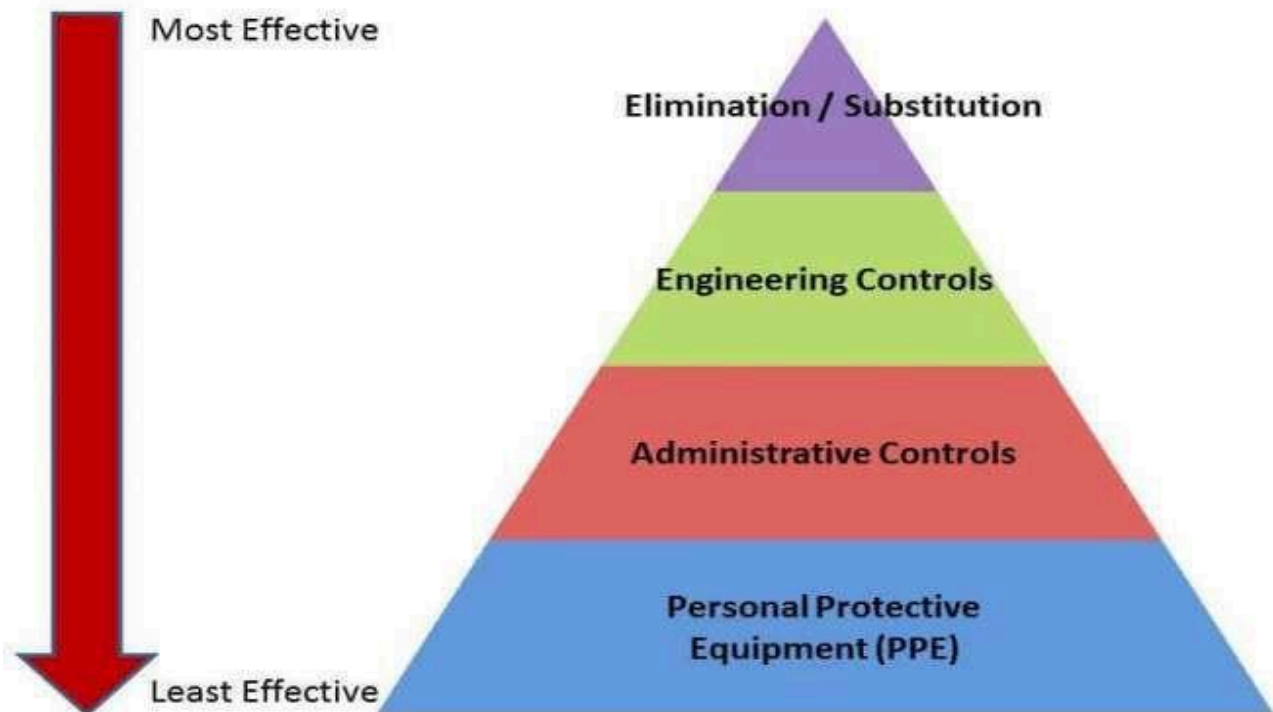 Most Effective
Elimination / Substitution
Engineering Controls
Administrative Controls
Personal Protective
Equipment (PPE)
Least Effective